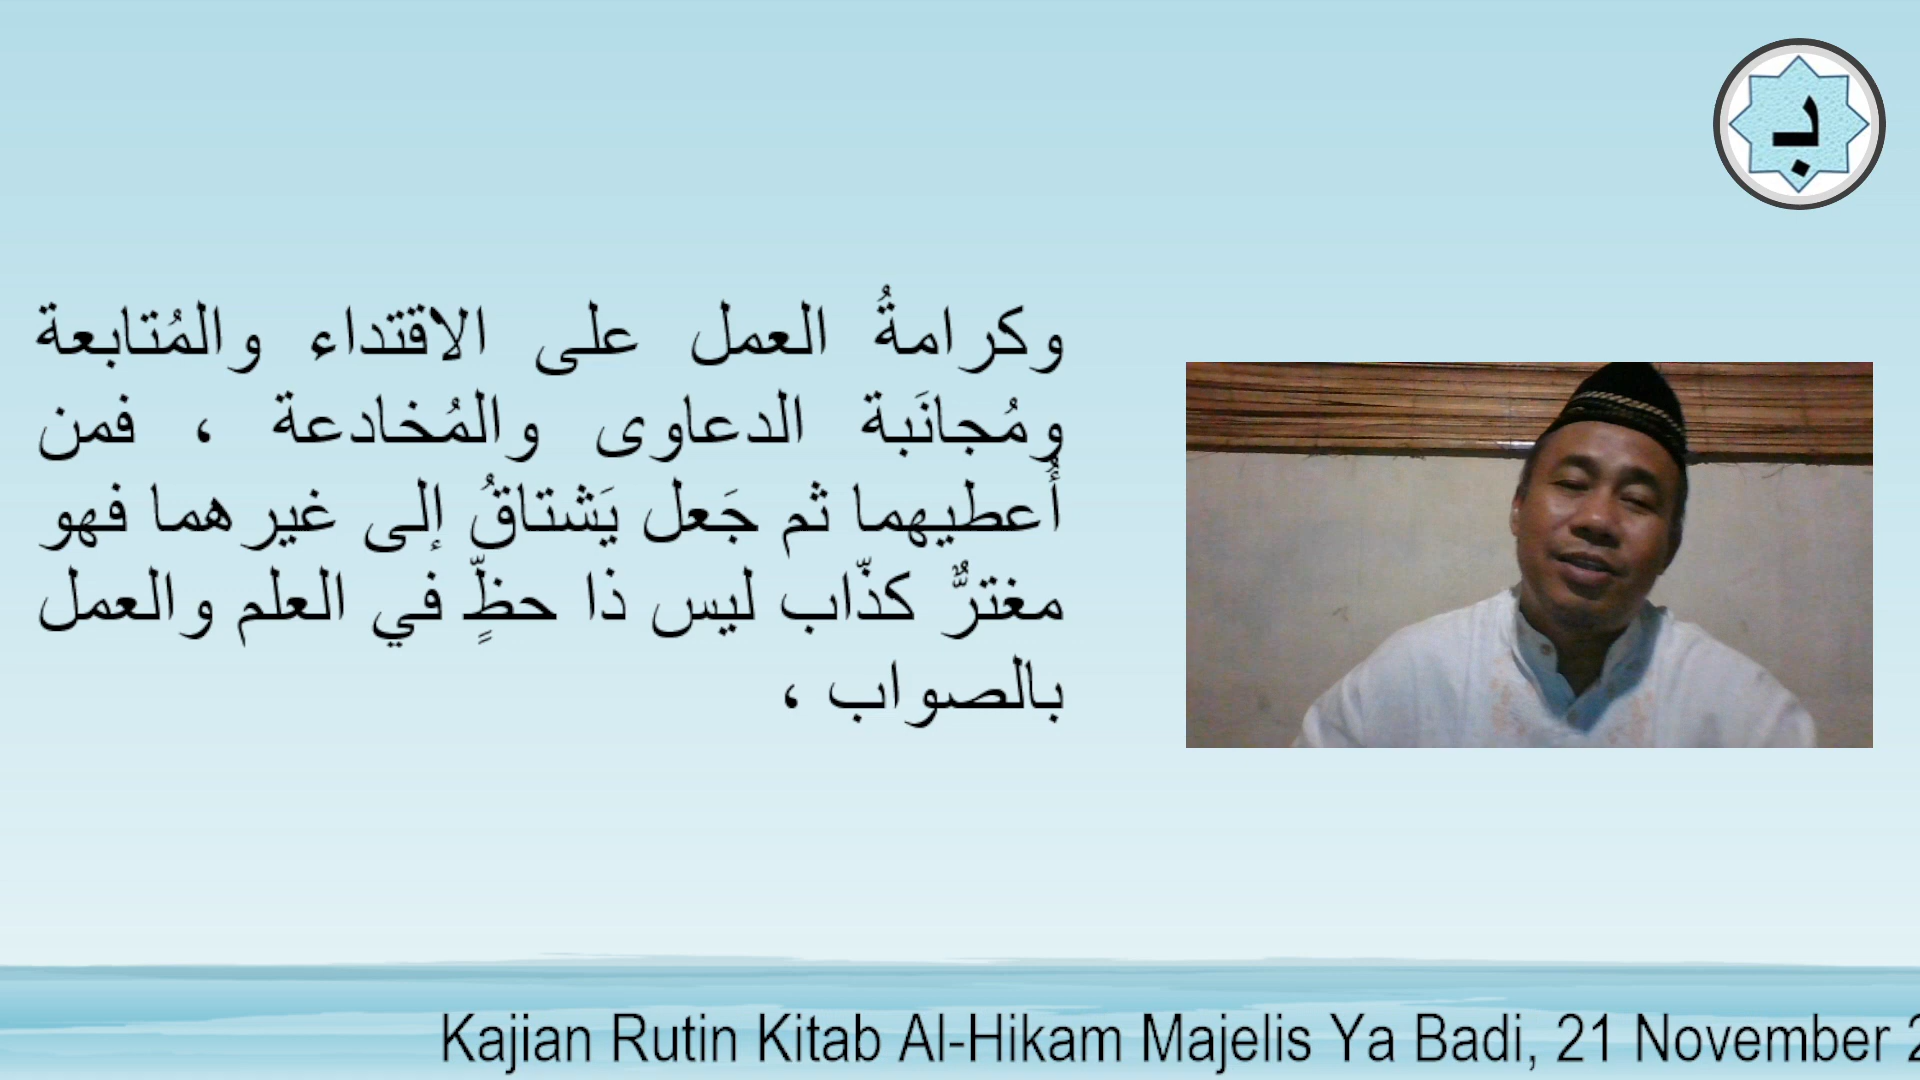 وكرامةُ العمل على الاقتداء والمُتابعة
ومُجانَبة الدعاوى والمُخادعة ، فمن
أُعطيهما ثم جَعل يَشتاقُ إلى غيرهما فهو
مغترٌّ كذّاب ليس ذا حظٍّ في العلم والعمل
بالصواب ،
Kajian Rutin Kitab Al-Hikam Majelis Ya Badi, 21 November